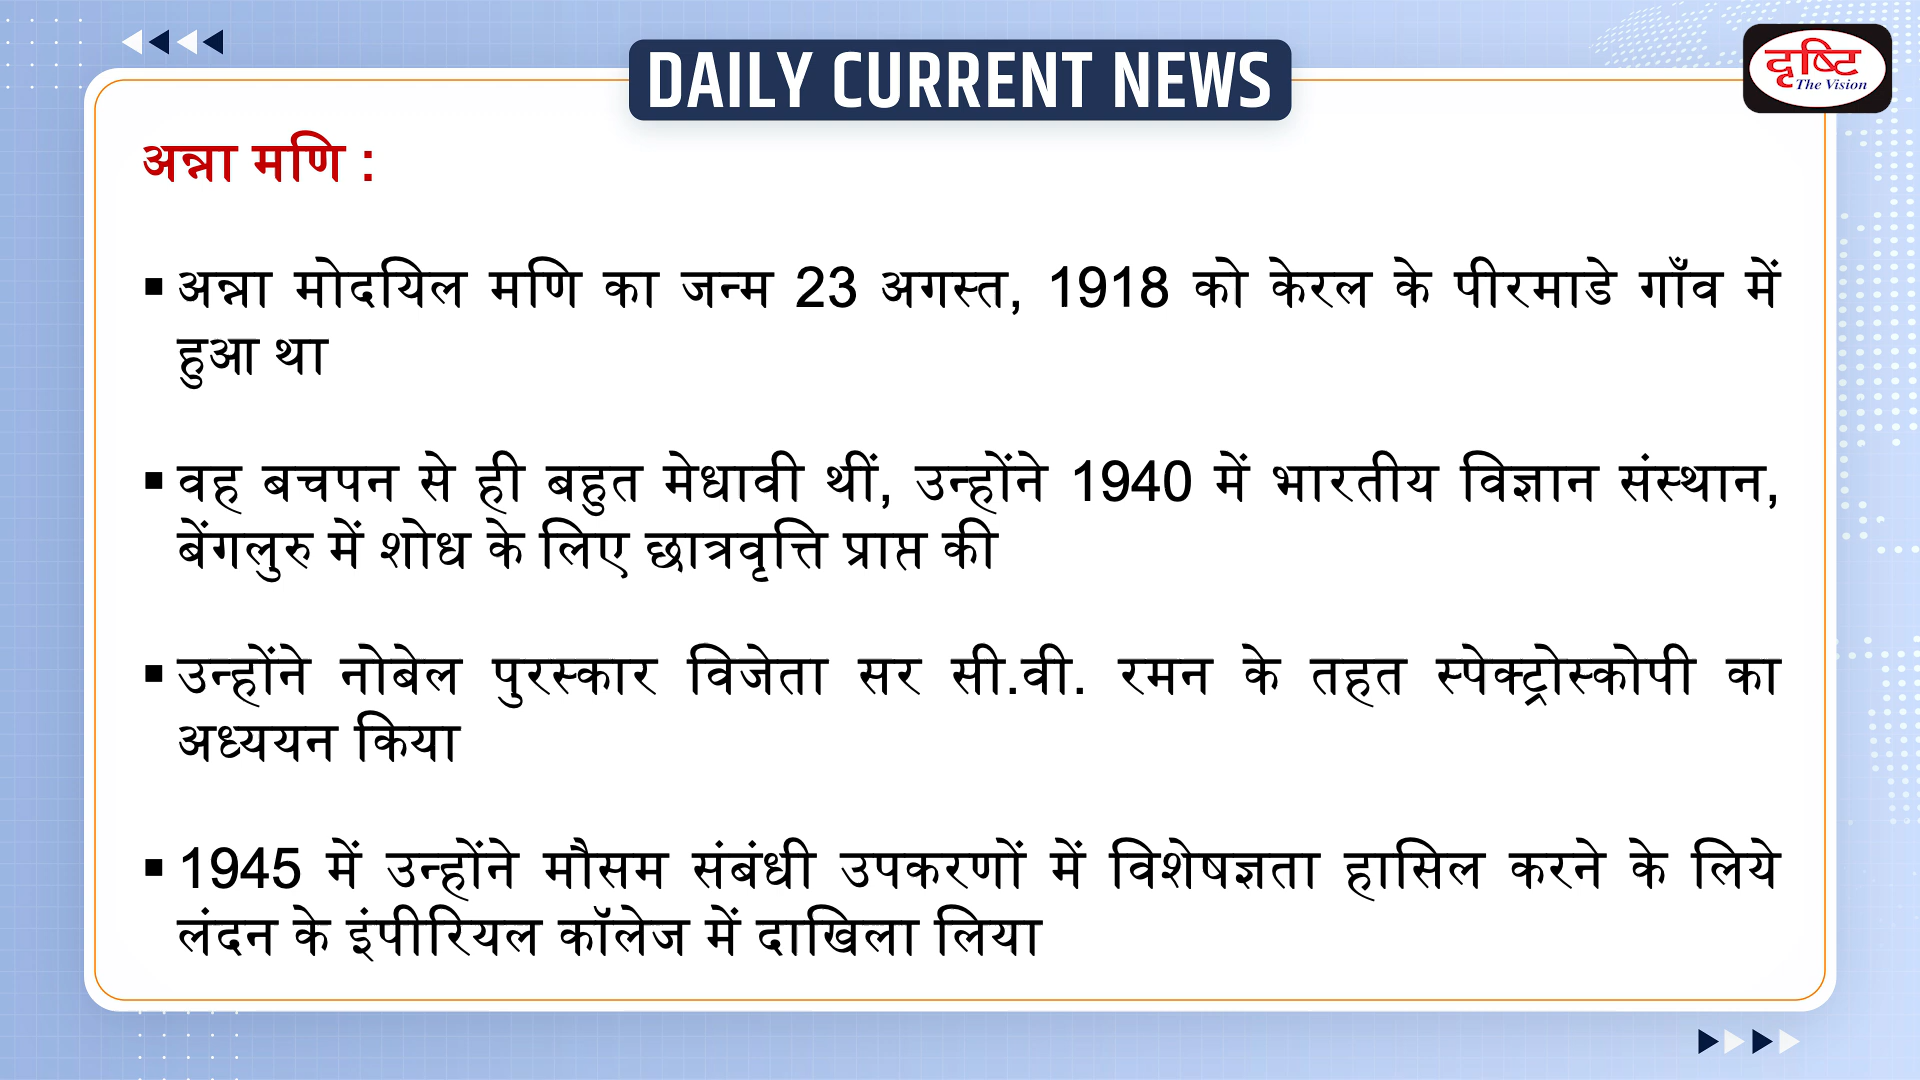 DAILY CURRENT NEWS
दृष्टि
The Vision
अन्ना मणि :
▪ अन्ना मोदयिल मणि का जन्म 23 अगस्त, 1918 को केरल के पीरमाडे गाँव में
हुआ था
▪ वह बचपन से ही बहुत मेधावी थीं, उन्होंने 1940 में भारतीय विज्ञान संस्थान,
बेंगलुरु में शोध के लिए छात्रवृत्ति प्राप्त की
▪ उन्होंने नोबेल पुरस्कार विजेता सर सी.वी. रमन के तहत स्पेक्ट्रोस्कोपी का
अध्ययन किया
▪ 1945 में उन्होंने मौसम संबंधी उपकरणों में विशेषज्ञता हासिल करने के लिये
लंदन के इंपीरियल कॉलेज में दाखिला लिया